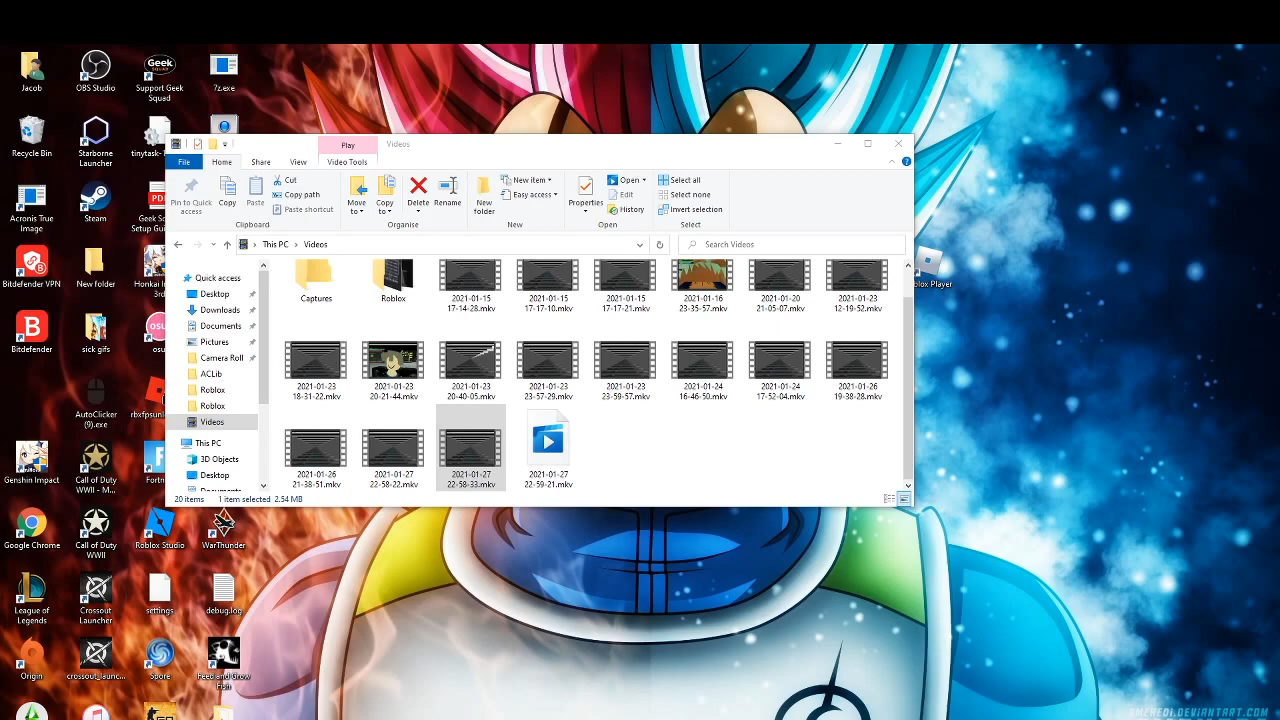 Jacob
OBS Studio
Support Geek
Squad
7z.exe
Recycle Bin
Starborne
Launcher
Acronis True
Image
Steam
Bitdefender VPN
New folder
Bitdefender
sick gifs
AutoClicker
(9).exe
Genshin Impact
Call of Duty
WWII - M...
Google Chrome
Call of Duty
WWII
Roblox Studio
WarThunder
League of
Legends
Crossout
Launcher
settings
debug.log
Origin
crossout_launc...
Spore
Feed and Grow
Fish
Play
Videos
File
Home
Share
View
Video Tools
Pin to Quick
access
Copy
Paste
Cut
Copy path
Paste shortcut
Clipboard
Move
to
Copy
to
Delete
Rename
Organise
New
folder
New item
Easy access
New
Properties
Open
Edit
History
Open
Select all
Select none
Invert selection
Select
This PC > Videos
Search Videos
Quick access
Desktop
Downloads
Documents
Pictures
Camera Roll
ACLib
Roblox
Roblox
Videos
This PC
3D Objects
Desktop
Documents
Captures
Roblox
2021-01-15
17-14-28.mkv
2021-01-15
17-17-10.mkv
2021-01-15
17-17-21.mkv
2021-01-16
23-35-57.mkv
2021-01-20
21-05-07.mkv
2021-01-23
12-19-52.mkv
2021-01-23
18-31-22.mkv
2021-01-23
20-21-44.mkv
2021-01-23
20-40-05.mkv
2021-01-23
23-57-29.mkv
2021-01-23
23-59-57.mkv
2021-01-24
16-46-50.mkv
2021-01-24
17-52-04.mkv
2021-01-26
19-38-28.mkv
2021-01-26
21-38-51.mkv
2021-01-27
22-58-22.mkv
2021-01-27
22-58-33.mkv
2021-01-27
22-59-21.mkv
20 items
1 item selected 2.54 MB